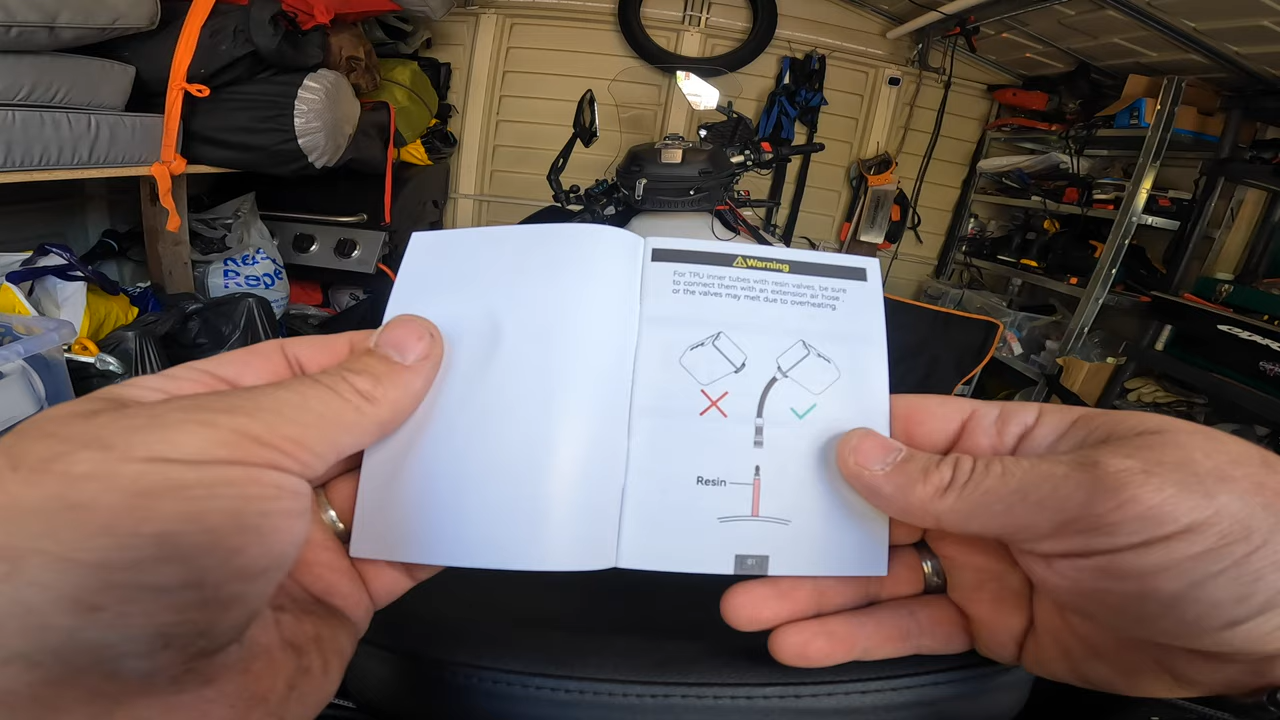 Warning
For TPU inner tubes with resin valves, be sure
to connect them with an extension air hose ,
or the valves may melt due to overheating.
Resin
01